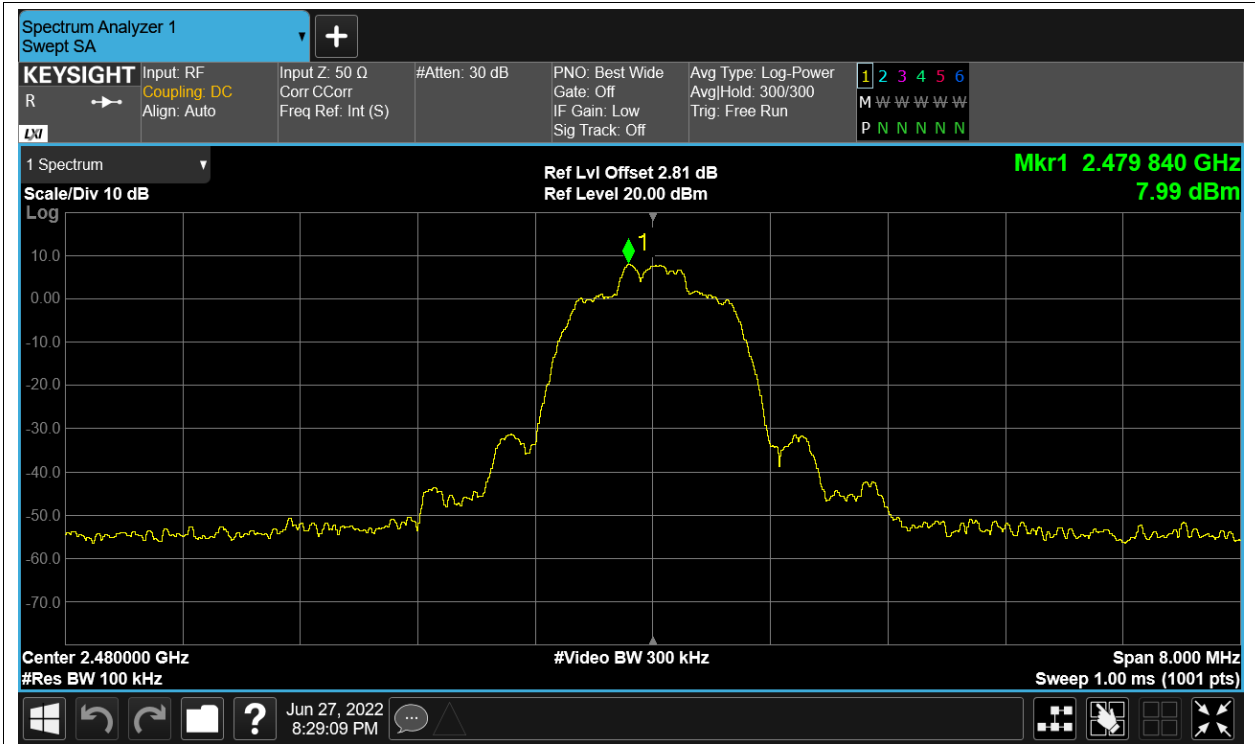 Spectrum Analyzer 1
Swept SA
KEYSIGHT
R
LXI
Input: RF
Coupling: DC
Align: Auto
Input Z: 50 Ω
Corr CCorr
Freq Ref: Int (S)
#Atten: 30 dB
PNO: Best Wide
Gate: Off
IF Gain: Low
Sig Track: Off
Avg Type: Log-Power
Avg|Hold: 300/300
Trig: Free Run
1 2 3 4 5 6
M W W W W W
P N N N N N
1 Spectrum
Scale/Div 10 dB
Ref Lvl Offset 2.81 dB
Ref Level 20.00 dBm
Mkr1 2.479 840 GHz
7.99 dBm
Log
1
10.0
0.00
-10.0
-20.0
-30.0
-40.0
-50.0
-60.0
-70.0
Center 2.480000 GHz
#Res BW 100 kHz
#Video BW 300 kHz
Span 8.000 MHz
Sweep 1.00 ms (1001 pts)
?
Jun 27, 2022
8:29:09 PM